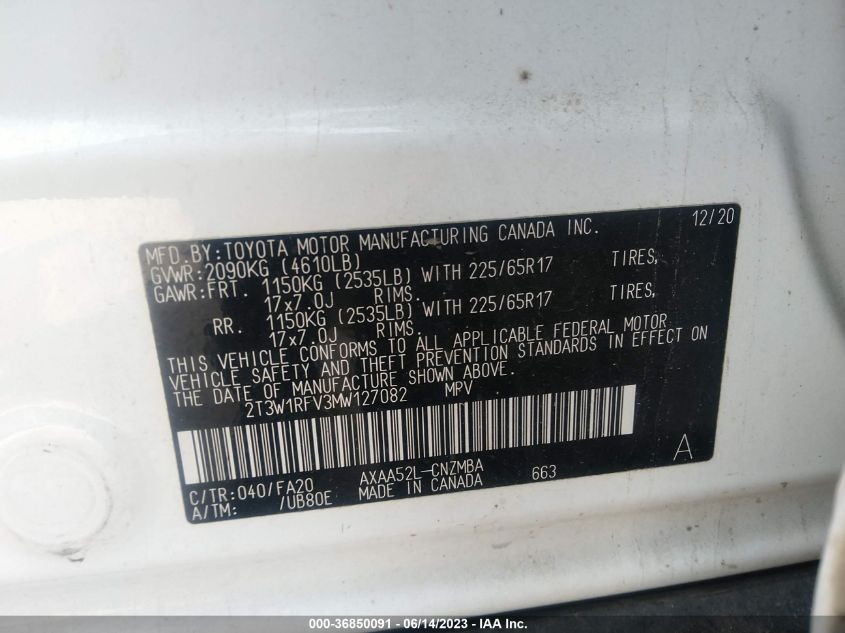 12/20
MFD. BY:TOYOTA MOTOR MANUFACTURING CANADA INC.
GVWR:2090KG (4610LB)
GAWR:FRT. 1150KG (2535LB) WITH 225/65R17 TIRES,
17x7.0J RIMS.
RR. 1150KG (2535LB) WITH 225/65R17 TIRES,
17x7.0J RIMS.
THIS VEHICLE CONFORMS TO ALL APPLICABLE FEDERAL MOTOR
VEHICLE SAFETY AND THEFT PREVENTION STANDARDS IN EFFECT ON
THE DATE OF MANUFACTURE SHOWN ABOVE.
2T3W1RFV3MW127082 MPV
C/TR:040/FA20 AXAA52L-CNZMBA 663 A
A/TM: /UB80E MADE IN CANADA
000-36850091 - 06/14/2023 - IAA Inc.